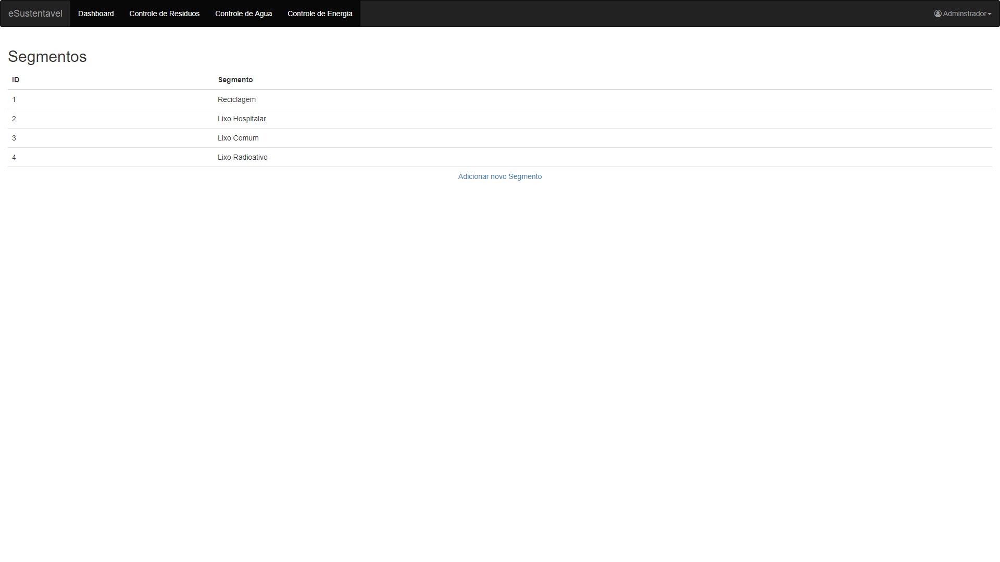 eSustentavel Dashboard Controle de Residuos Controle de Agua Controle de Energia Adminstrador
Segmentos
ID Segmento
1 Reciclagem
2 Lixo Hospitalar
3 Lixo Comum
4 Lixo Radioativo
Adicionar novo Segmento